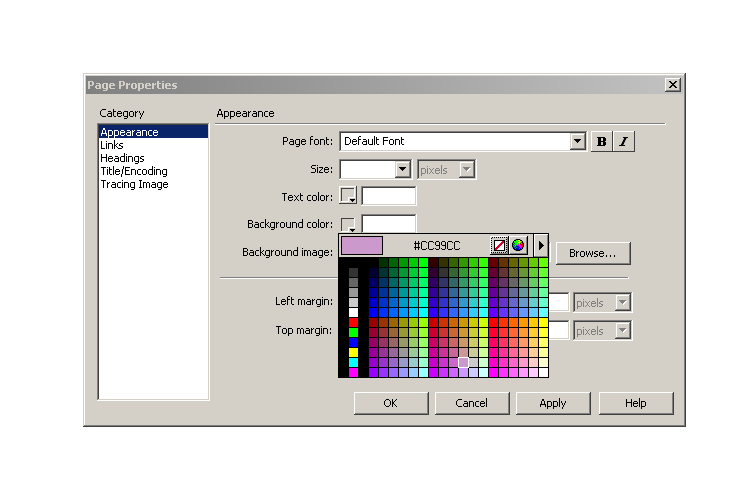 Page Properties
Category
Appearance
Links
Headings
Title/Encoding
Tracing Image
Appearance
Page font: Default Font B I
Size: pixels
Text color:
Background color:
#CC99CC
Background image: Browse...
Left margin: pixels
Top margin: pixels
OK Cancel Apply Help